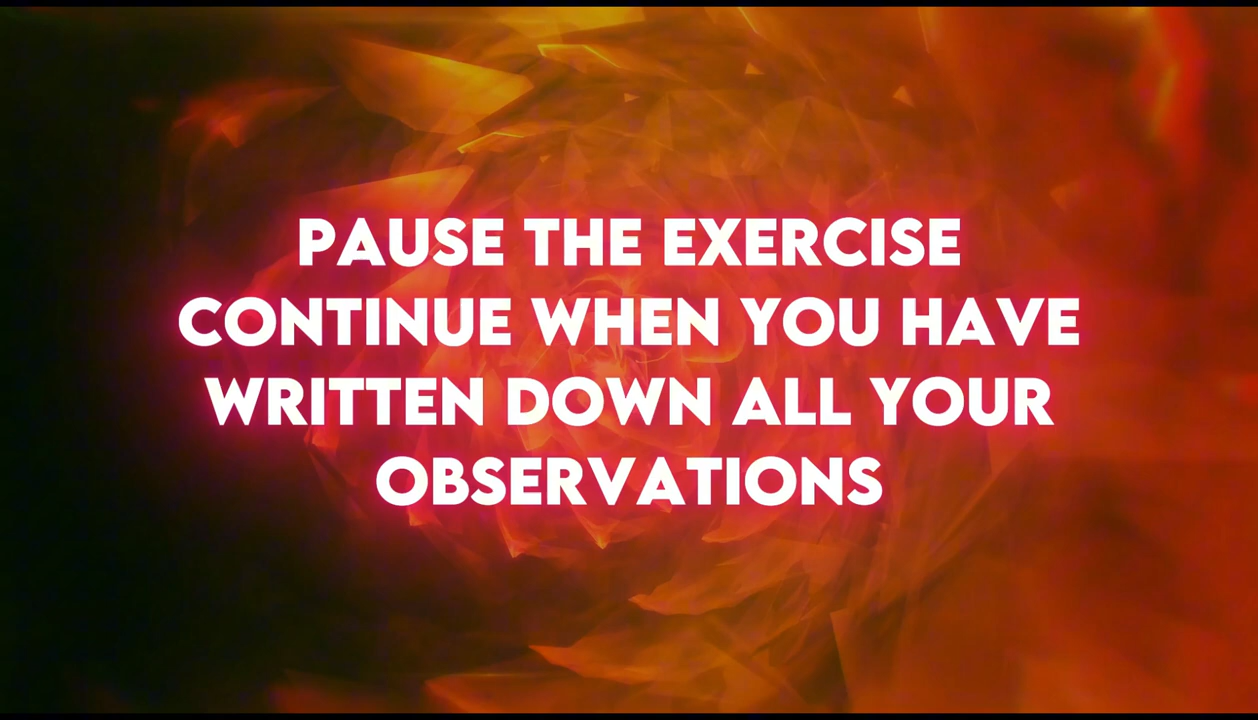 PAUSE THE EXERCISE
CONTINUE WHEN YOU HAVE
WRITTEN DOWN ALL YOUR
OBSERVATIONS